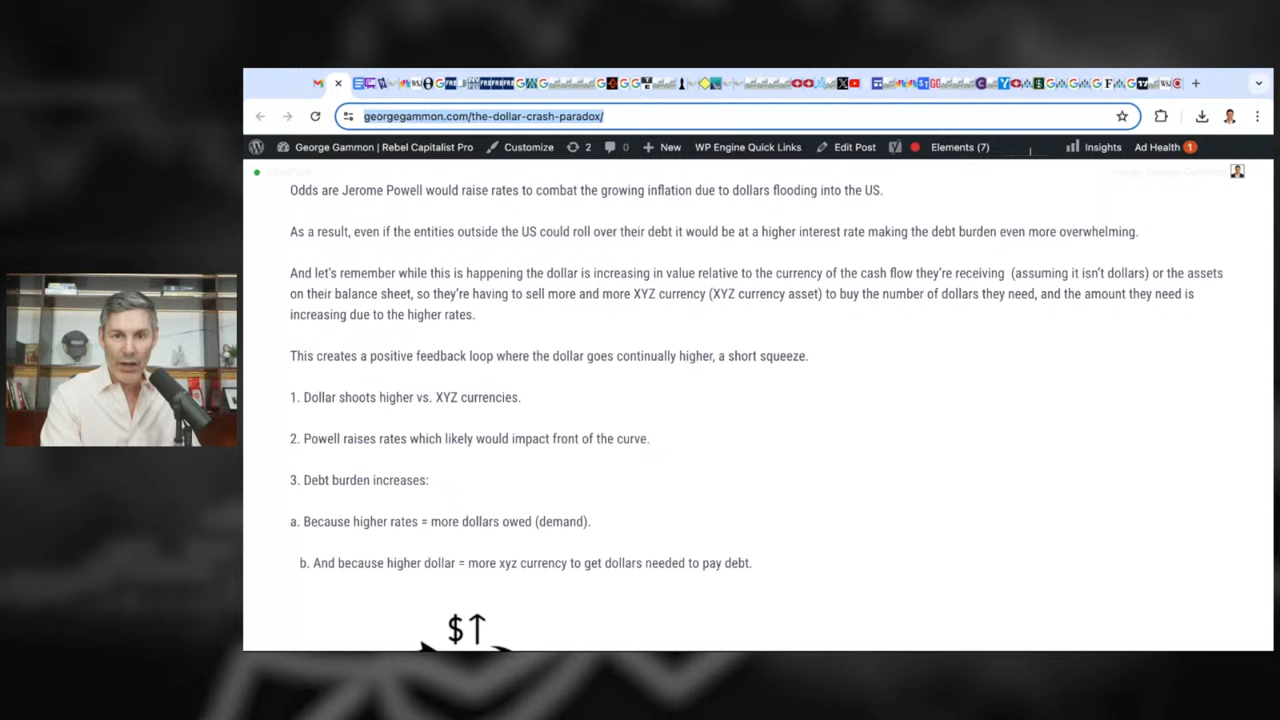 georgegammon.com/the-dollar-crash-paradox/
George Gammon | Rebel Capitalist Pro Customize 2 0 New WP Engine Quick Links Edit Post Elements (7) Insights Ad Health 1
Odds are Jerome Powell would raise rates to combat the growing inflation due to dollars flooding into the US.
As a result, even if the entities outside the US could roll over their debt it would be at a higher interest rate making the debt burden even more overwhelming.
And let's remember while this is happening the dollar is increasing in value relative to the currency of the cash flow they're receiving (assuming it isn't dollars) or the assets
on their balance sheet, so they're having to sell more and more XYZ currency (XYZ currency asset) to buy the number of dollars they need, and the amount they need is
increasing due to the higher rates.
This creates a positive feedback loop where the dollar goes continually higher, a short squeeze.
1. Dollar shoots higher vs. XYZ currencies.
2. Powell raises rates which likely would impact front of the curve.
3. Debt burden increases:
a. Because higher rates = more dollars owed (demand).
b. And because higher dollar = more xyz currency to get dollars needed to pay debt.
$↑